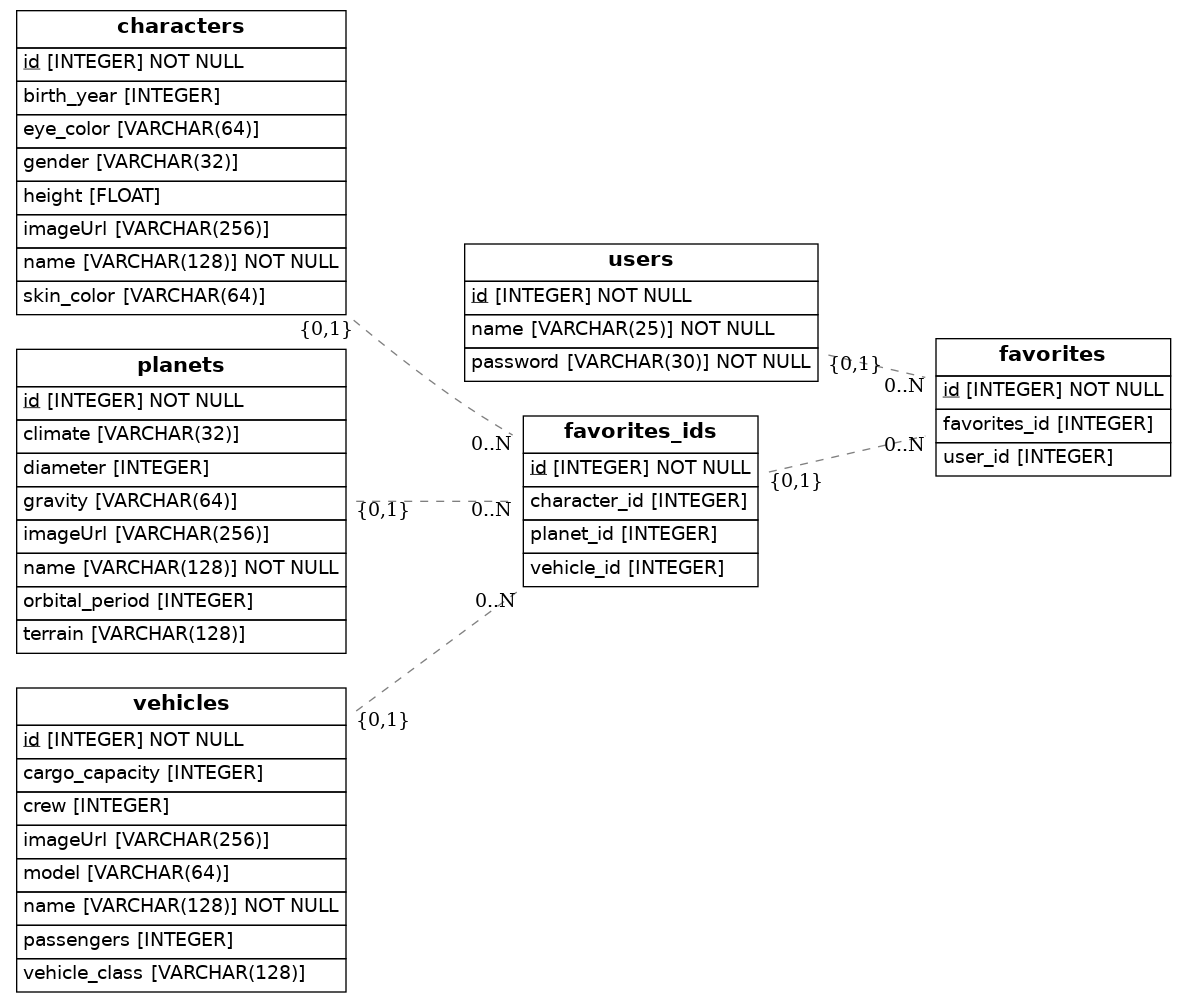 characters
id [INTEGER] NOT NULL
birth_year [INTEGER]
eye_color [VARCHAR(64)]
gender [VARCHAR(32)]
height [FLOAT]
imageUrl [VARCHAR(256)]
name [VARCHAR(128)] NOT NULL
skin_color [VARCHAR(64)]
{0,1}
0..N
planets
id [INTEGER] NOT NULL
climate [VARCHAR(32)]
diameter [INTEGER]
gravity [VARCHAR(64)]
imageUrl [VARCHAR(256)]
name [VARCHAR(128)] NOT NULL
orbital_period [INTEGER]
terrain [VARCHAR(128)]
{0,1}
0..N
vehicles
id [INTEGER] NOT NULL
cargo_capacity [INTEGER]
crew [INTEGER]
imageUrl [VARCHAR(256)]
model [VARCHAR(64)]
name [VARCHAR(128)] NOT NULL
passengers [INTEGER]
vehicle_class [VARCHAR(128)]
{0,1}
0..N
users
id [INTEGER] NOT NULL
name [VARCHAR(25)] NOT NULL
password [VARCHAR(30)] NOT NULL
{0,1}
0..N
favorites_ids
id [INTEGER] NOT NULL
character_id [INTEGER]
planet_id [INTEGER]
vehicle_id [INTEGER]
{0,1}
0..N
favorites
id [INTEGER] NOT NULL
favorites_id [INTEGER]
user_id [INTEGER]